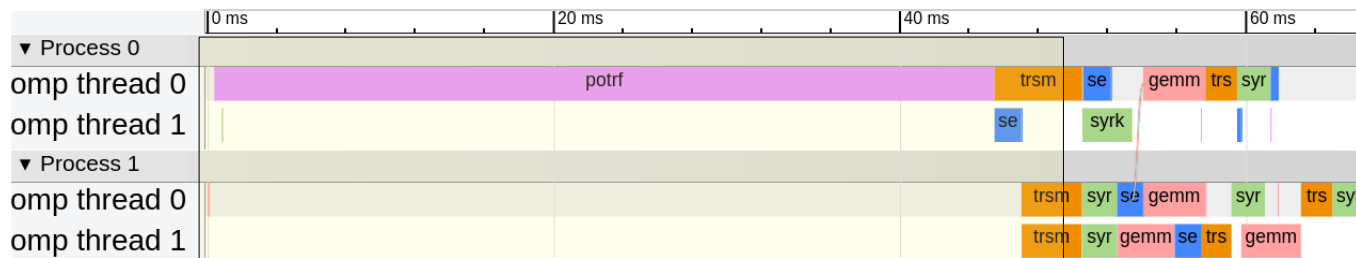 0 ms 20 ms 40 ms 60 ms
▼ Process 0
omp thread 0 potrf trsm se gemm trs syr
omp thread 1 se syrk
▼ Process 1
omp thread 0 trsm syr se gemm syr trs sy
omp thread 1 trsm syr gemm se trs gemm